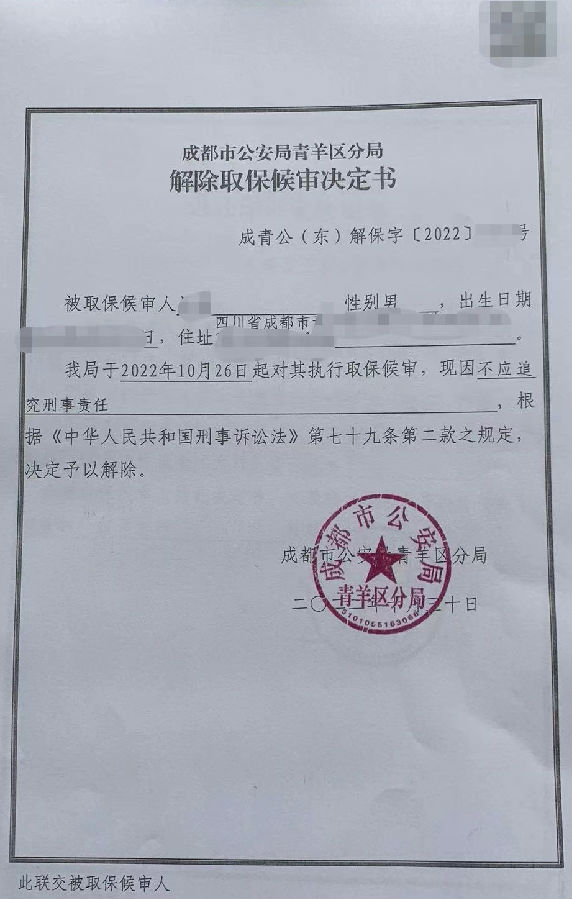 成都市公安局青羊区分局
解除取保候审决定书
成青公（东）解保字〔2022〕 号
被取保候审人 性别男 ，出生日期
四川省成都市
日，住址 。
我局于2022年10月26日起对其执行取保候审，现因不应追
究刑事责任 ，根
据《中华人民共和国刑事诉讼法》第七十九条第二款之规定，
决定予以解除。
成都市公安局青羊区分局
二〇二二年 月三十日
成都市公安局
青羊区分局
此联交被取保候审人